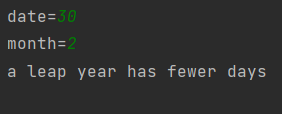 date=30
month=2
a leap year has fewer days